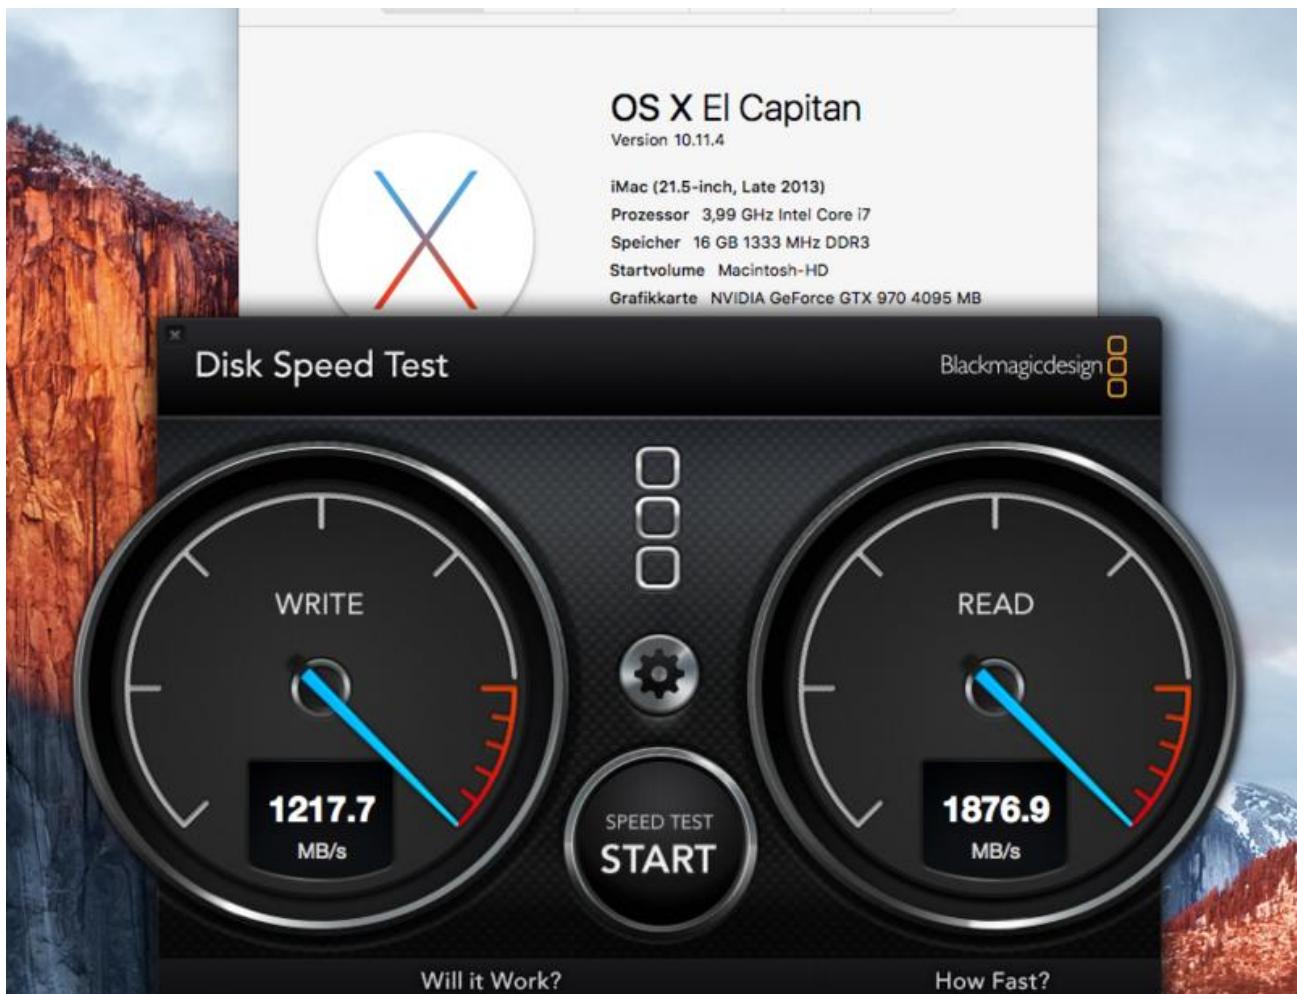 OS X El Capitan
Version 10.11.4
iMac (21.5-inch, Late 2013)
Prozessor 3,99 GHz Intel Core i7
Speicher 16 GB 1333 MHz DDR3
Startvolume Macintosh-HD
Grafikkarte NVIDIA GeForce GTX 970 4095 MB
Disk Speed Test
Blackmagicdesign
WRITE
READ
1217.7
MB/s
1876.9
MB/s
SPEED TEST
START
Will it Work?
How Fast?